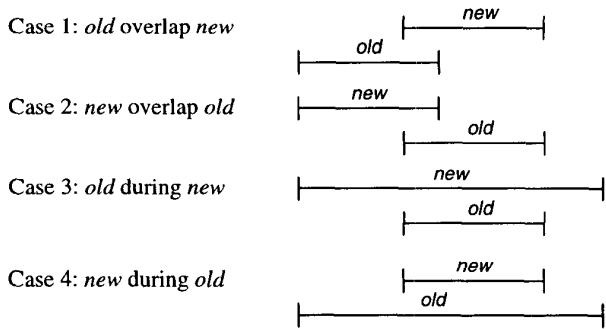 Case 1: old overlap new
new
old
Case 2: new overlap old
new
old
Case 3: old during new
new
old
Case 4: new during old
new
old